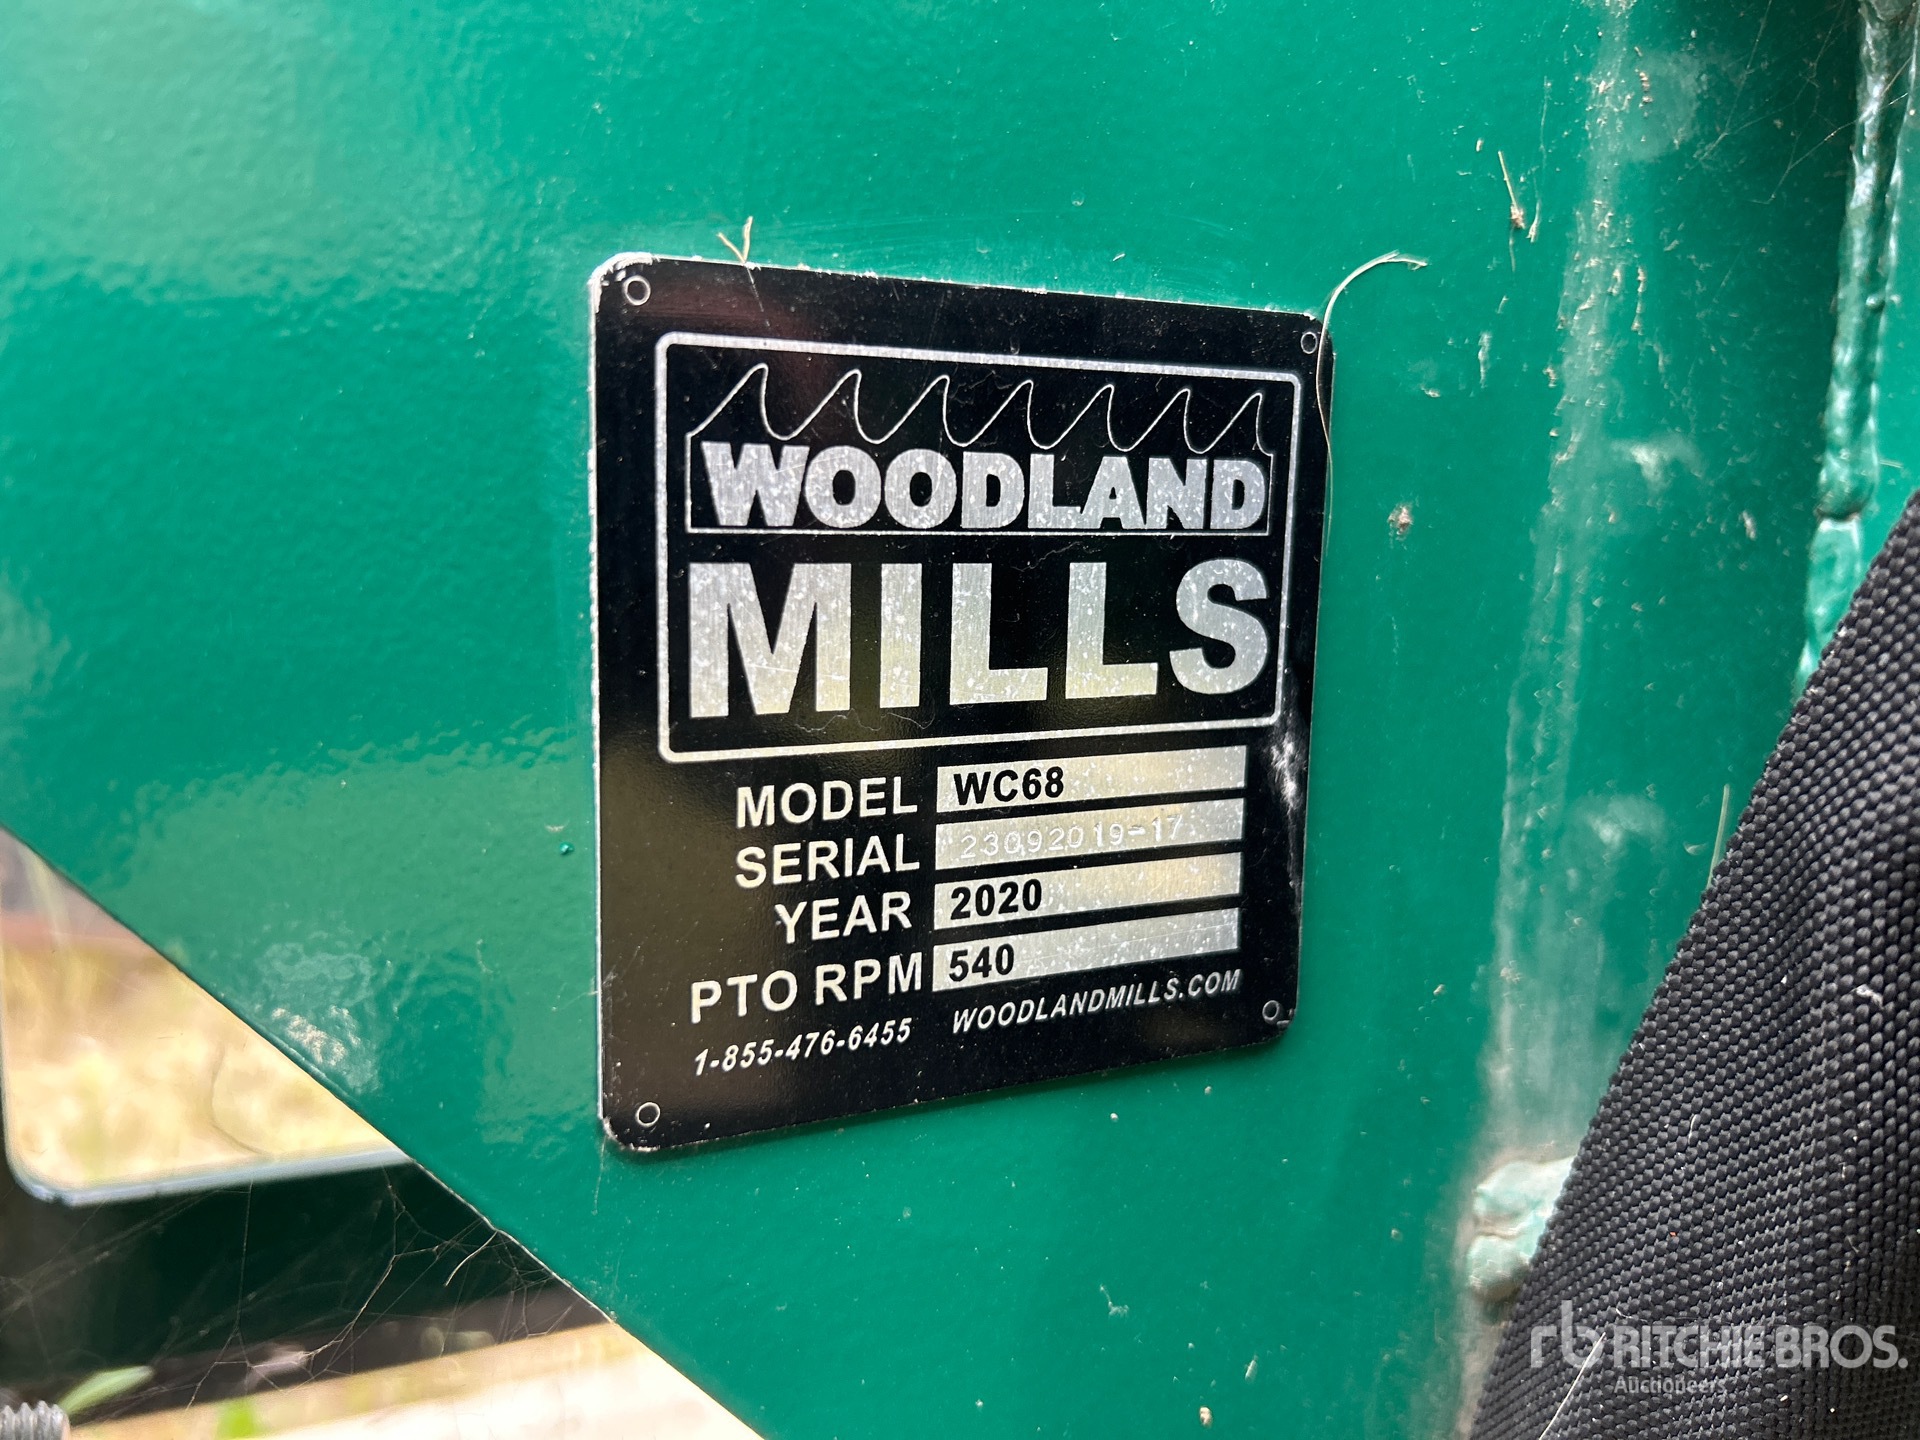 WOODLAND
MILLS
MODEL WC68
SERIAL 23092019-17
YEAR 2020
PTO RPM 540
1-855-476-6455 WOODLANDMILLS.COM
rb RITCHIE BROS.
Auctioneers